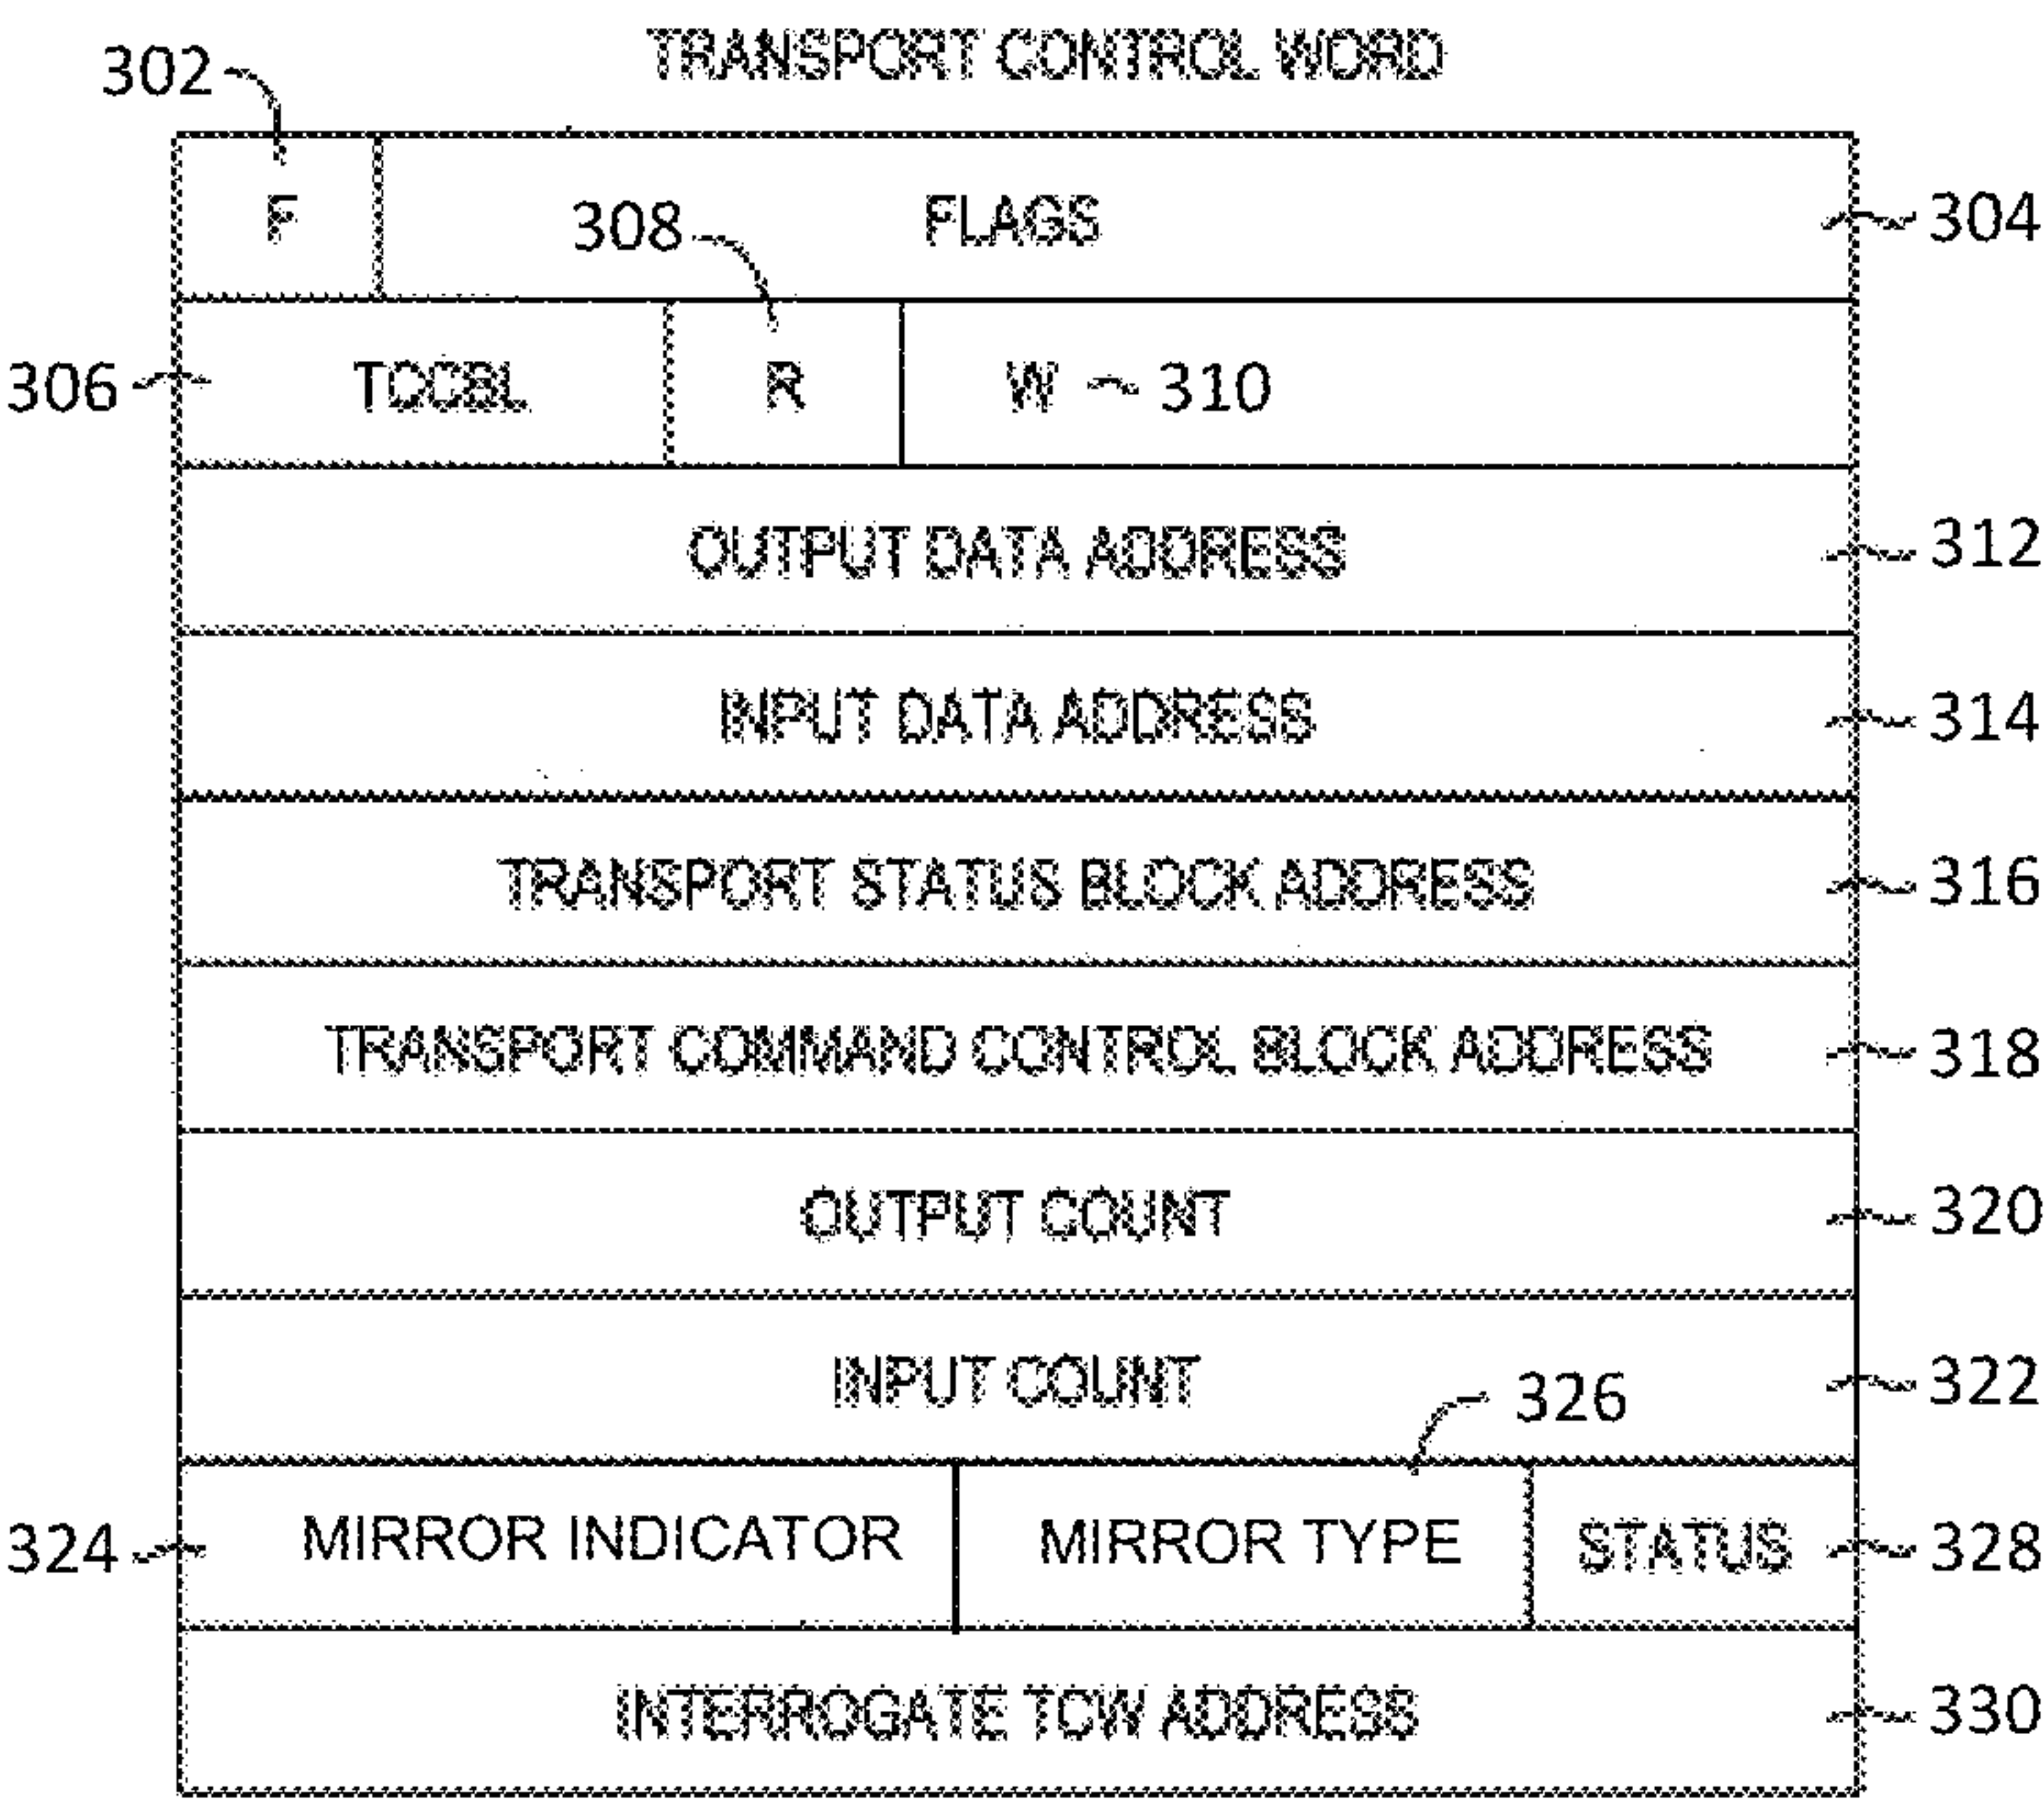 TRANSPORT CONTROL WORD
302
F
308
FLAGS
304
306
TCCBL
R
W
310
OUTPUT DATA ADDRESS
312
INPUT DATA ADDRESS
314
TRANSPORT STATUS BLOCK ADDRESS
316
TRANSPORT COMMAND CONTROL BLOCK ADDRESS
318
OUTPUT COUNT
320
INPUT COUNT
322
326
324
MIRROR INDICATOR
MIRROR TYPE
STATUS
328
INTERROGATE TCW ADDRESS
330